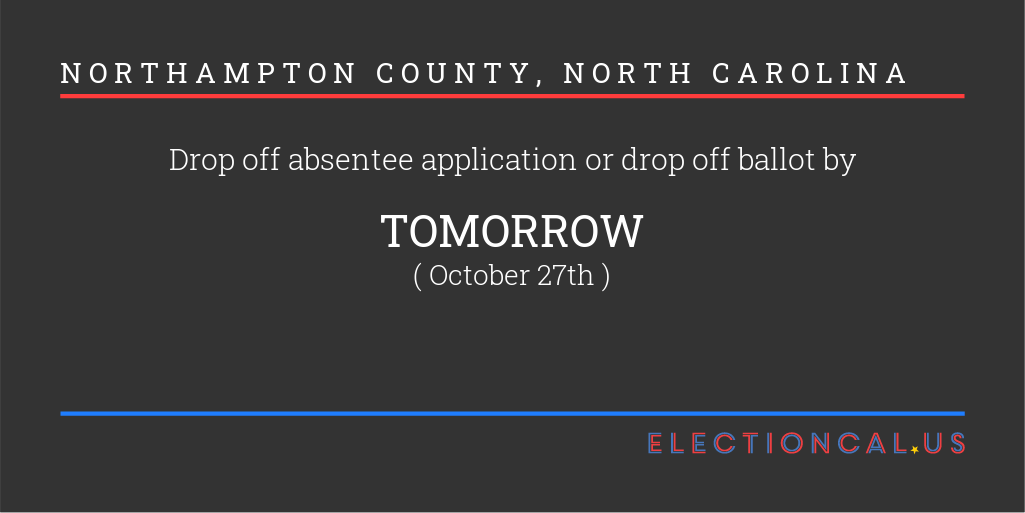 NORTHAMPTON COUNTY, NORTH CAROLINA
Drop off absentee application or drop off ballot by
TOMORROW
( October 27th )
ELECTIONCAL.US